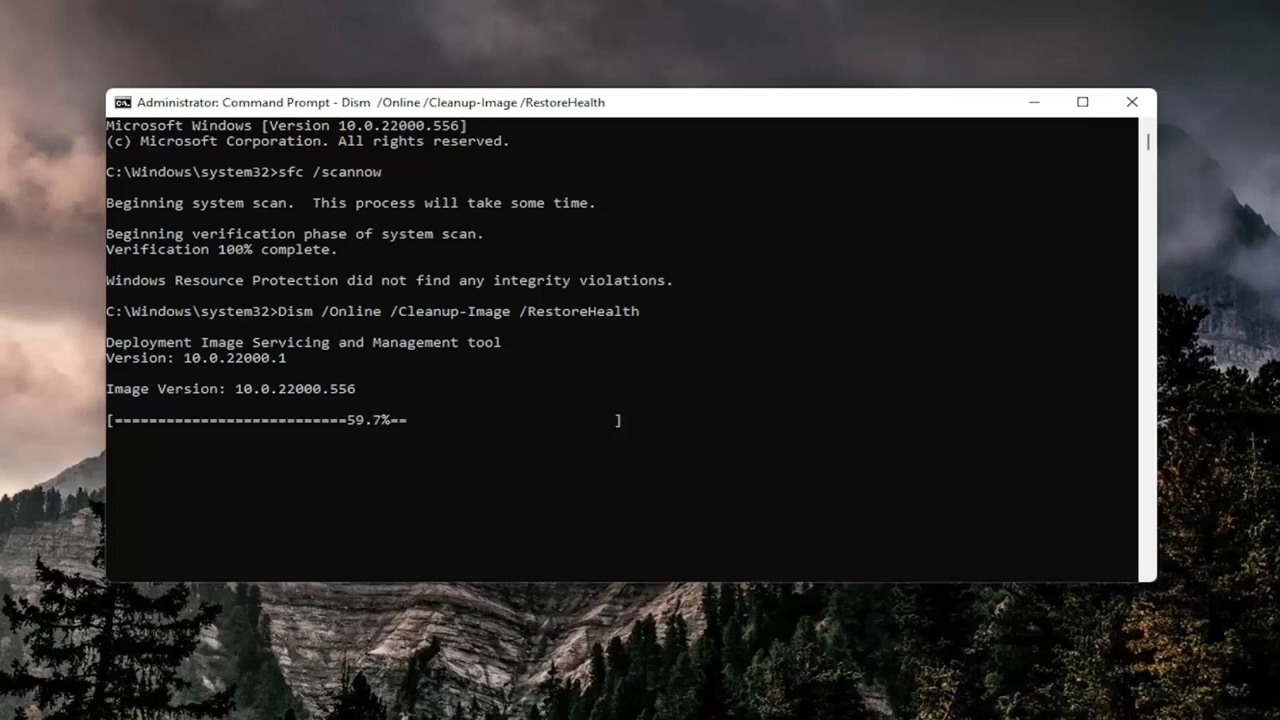 Administrator: Command Prompt - Dism  /Online /Cleanup-Image /RestoreHealth
Microsoft Windows [Version 10.0.22000.556]
(c) Microsoft Corporation. All rights reserved.
C:\Windows\system32>sfc /scannow
Beginning system scan.  This process will take some time.
Beginning verification phase of system scan.
Verification 100% complete.
Windows Resource Protection did not find any integrity violations.
C:\Windows\system32>Dism /Online /Cleanup-Image /RestoreHealth
Deployment Image Servicing and Management tool
Version: 10.0.22000.1
Image Version: 10.0.22000.556
[===========================59.7%==                        ]